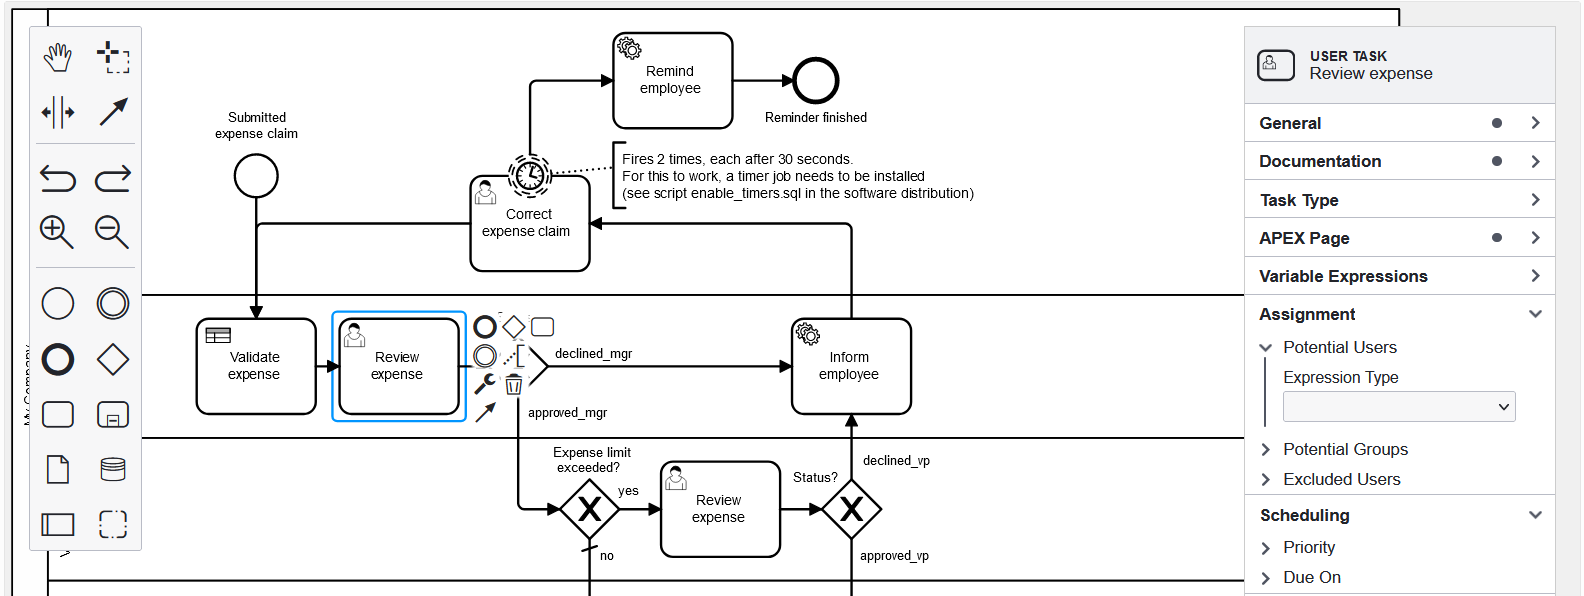 Submitted
expense claim
Remind
employee
Reminder finished
Fires 2 times, each after 30 seconds.
For this to work, a timer job needs to be installed
(see script enable_timers.sql in the software distribution)
Correct
expense claim
My Company
Validate
expense
Review
expense
declined_mgr
approved_mgr
Inform
employee
Expense limit
exceeded?
yes
no
Review
expense
Status?
declined_vp
approved_vp
USER TASK
Review expense
General
Documentation
Task Type
APEX Page
Variable Expressions
Assignment
Potential Users
Expression Type
Potential Groups
Excluded Users
Scheduling
Priority
Due On